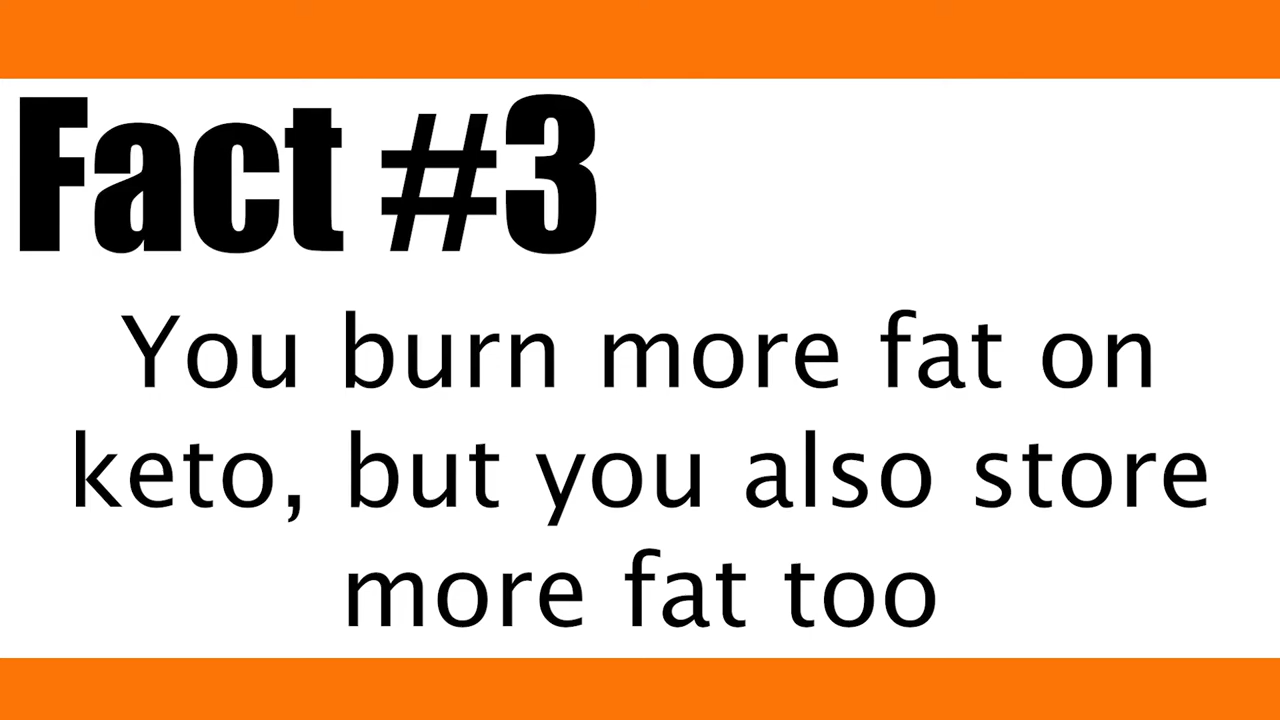 Fact #3
You burn more fat on
keto, but you also store
more fat too